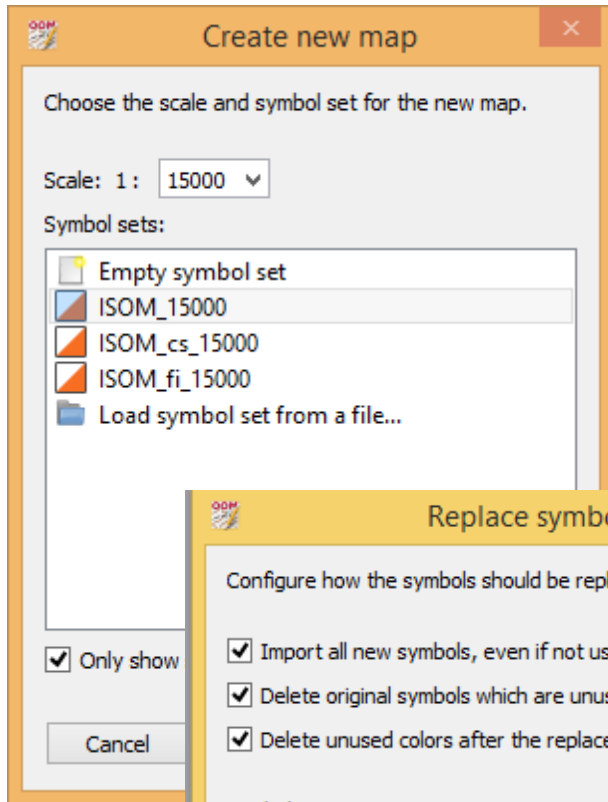 OOM
Create new map
Choose the scale and symbol set for the new map.
Scale: 1 : 15000
Symbol sets:
Empty symbol set
ISOM_15000
ISOM_cs_15000
ISOM_fi_15000
Load symbol set from a file...
Only show
Cancel
OOM
Replace symbo
Configure how the symbols should be repl
Import all new symbols, even if not us
Delete original symbols which are unus
Delete unused colors after the replace